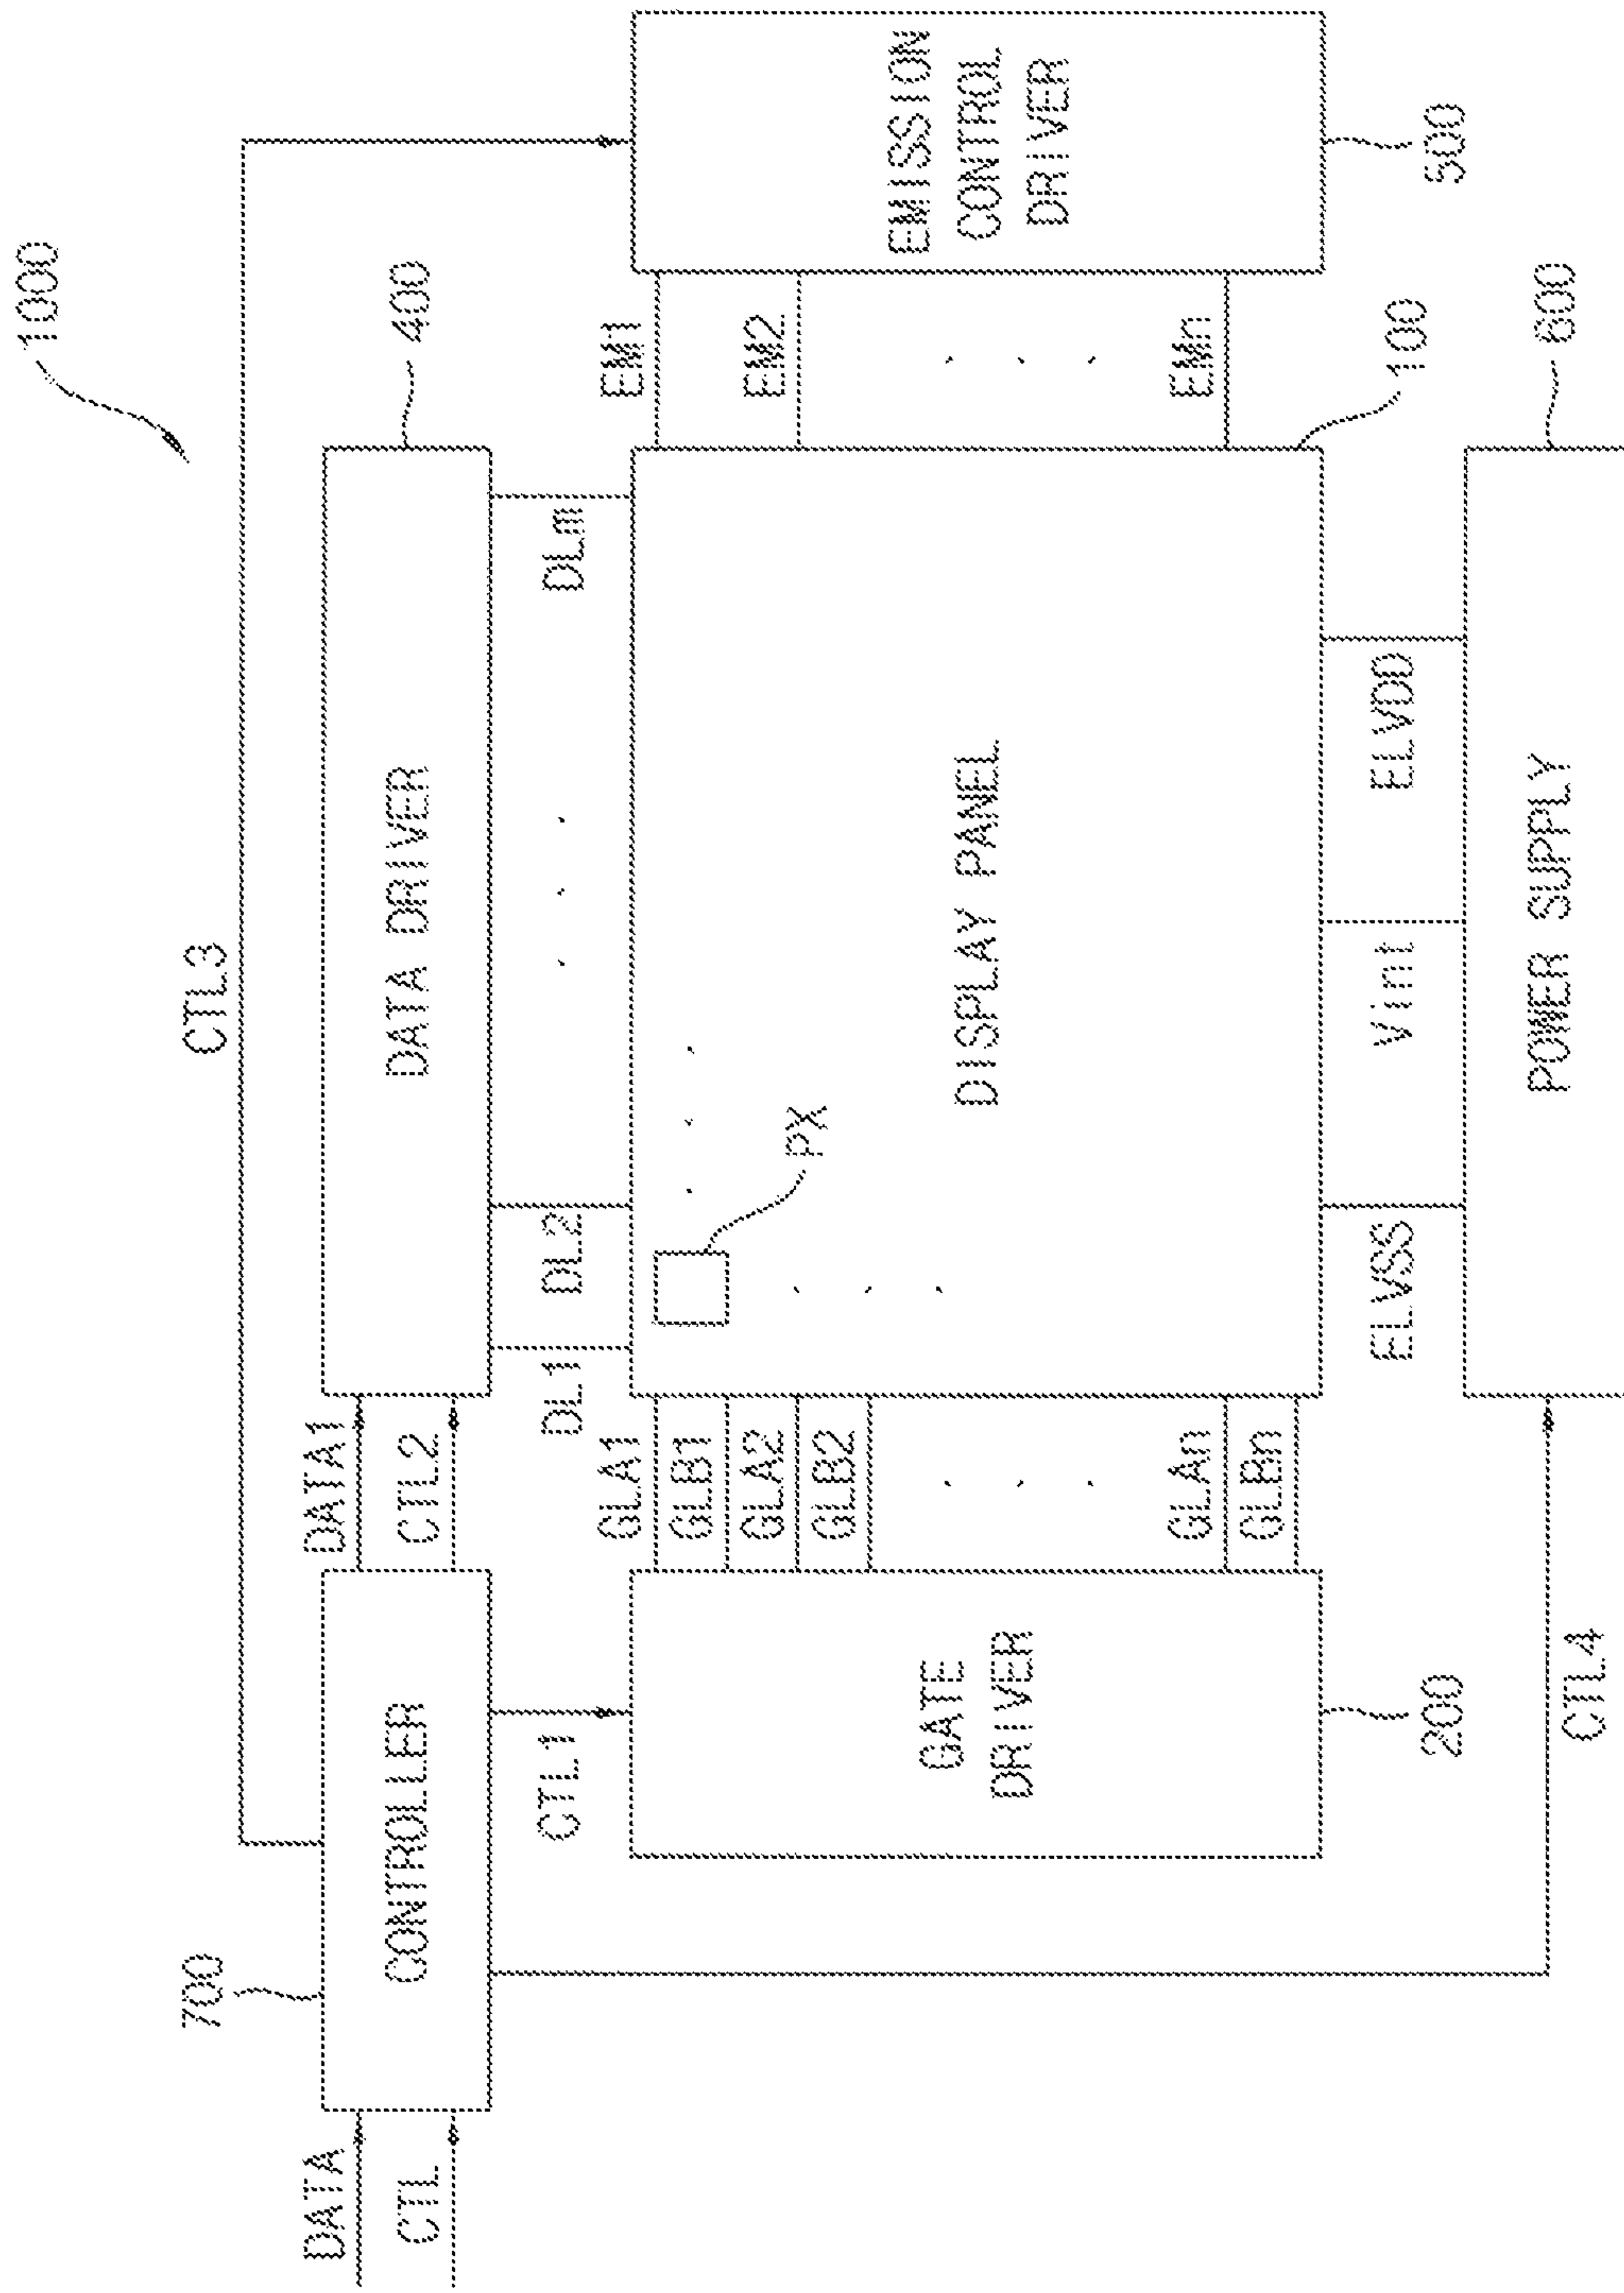 1000
CTL3
700
400
DATA
DATA1
CONTROLLER
DATA DRIVER
CTL
CTL2
CTL1
DL1
DL2
DLm
GLA1
EM1
GLB1
PX
GLA2
EM2
GLB2
GATE
DRIVER
DISPLAY PANEL
EMISSION
CONTROL
DRIVER
GLAn
EMn
GLBn
100
200
500
ELVSS
Vint
ELVDD
POWER SUPPLY
600
CTL4